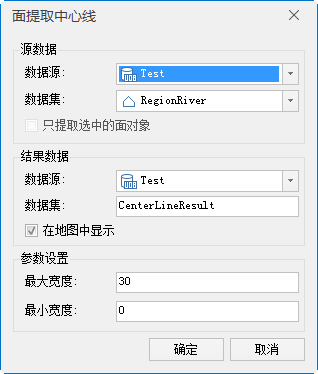 面提取中心线
源数据
数据源: Test
数据集: RegionRiver
只提取选中的面对象
结果数据
数据源: Test
数据集: CenterLineResult
在地图中显示
参数设置
最大宽度: 30
最小宽度: 0
确定 取消